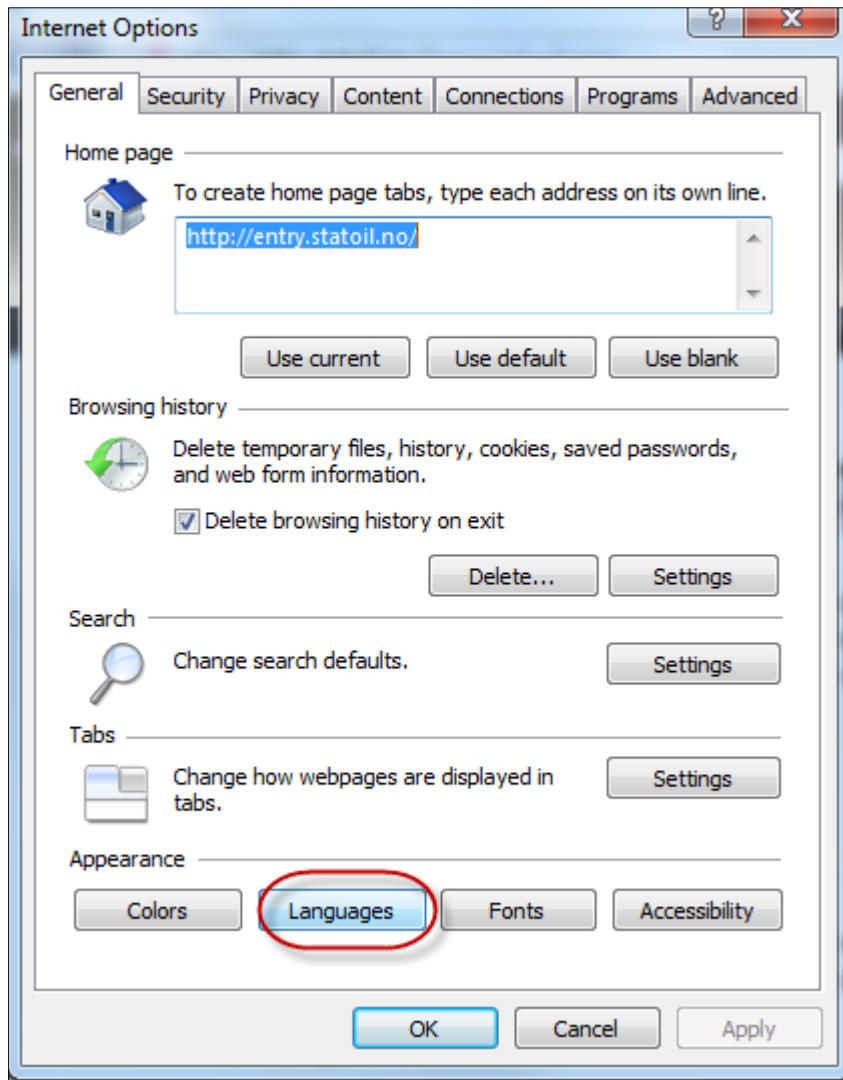 Internet Options
General Security Privacy Content Connections Programs Advanced
Home page
To create home page tabs, type each address on its own line.
http://entry.statoil.no/
Use current Use default Use blank
Browsing history
Delete temporary files, history, cookies, saved passwords,
and web form information.
Delete browsing history on exit
Delete... Settings
Search
Change search defaults. Settings
Tabs
Change how webpages are displayed in Settings
tabs.
Appearance
Colors Languages Fonts Accessibility
OK Cancel Apply